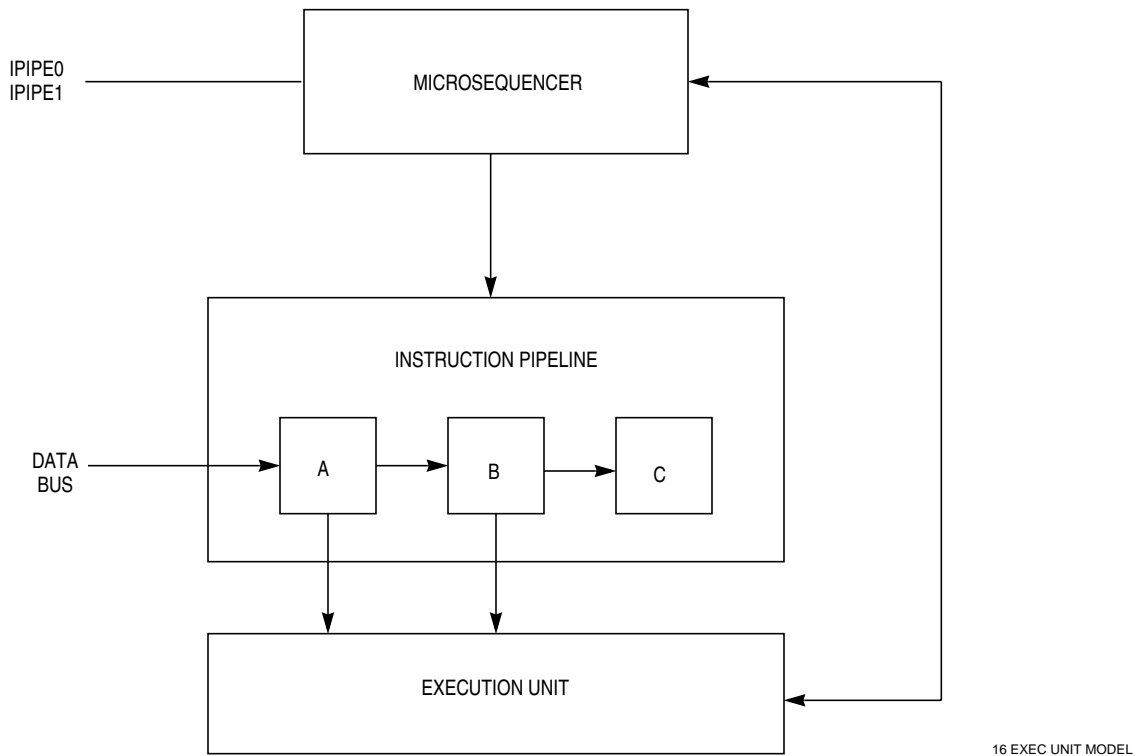 IPIPE0
IPIPE1
MICROSEQUENCER
INSTRUCTION PIPELINE
DATA
BUS
A
B
C
EXECUTION UNIT
16 EXEC UNIT MODEL